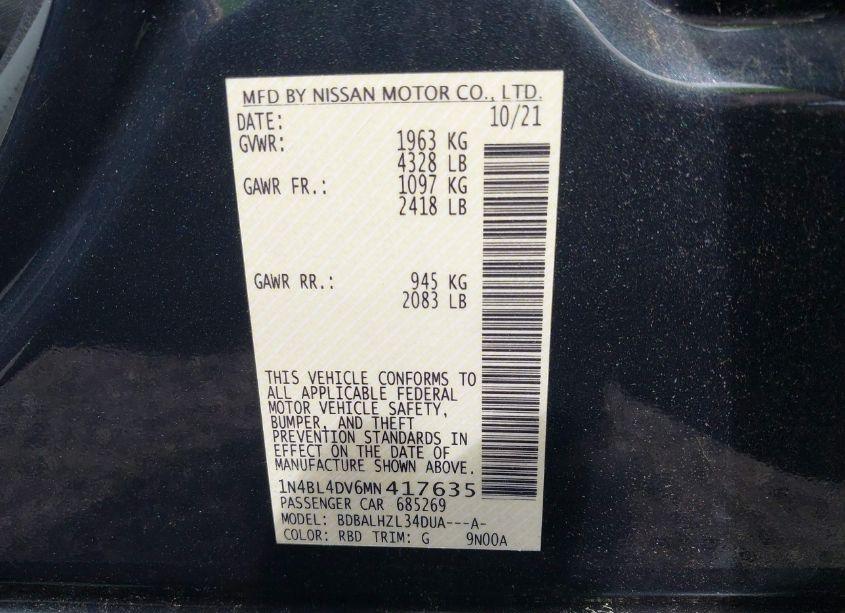 MFD BY NISSAN MOTOR CO., LTD.
DATE: 10/21
GVWR: 1963 KG
4328 LB
GAWR FR.: 1097 KG
2418 LB
GAWR RR.: 945 KG
2083 LB
THIS VEHICLE CONFORMS TO
ALL APPLICABLE FEDERAL
MOTOR VEHICLE SAFETY,
BUMPER, AND THEFT
PREVENTION STANDARDS IN
EFFECT ON THE DATE OF
MANUFACTURE SHOWN ABOVE.
1N4BL4DV6MN417635
PASSENGER CAR 685269
MODEL: BDBALHZL34DUA---A-
COLOR: RBD TRIM: G 9N00A